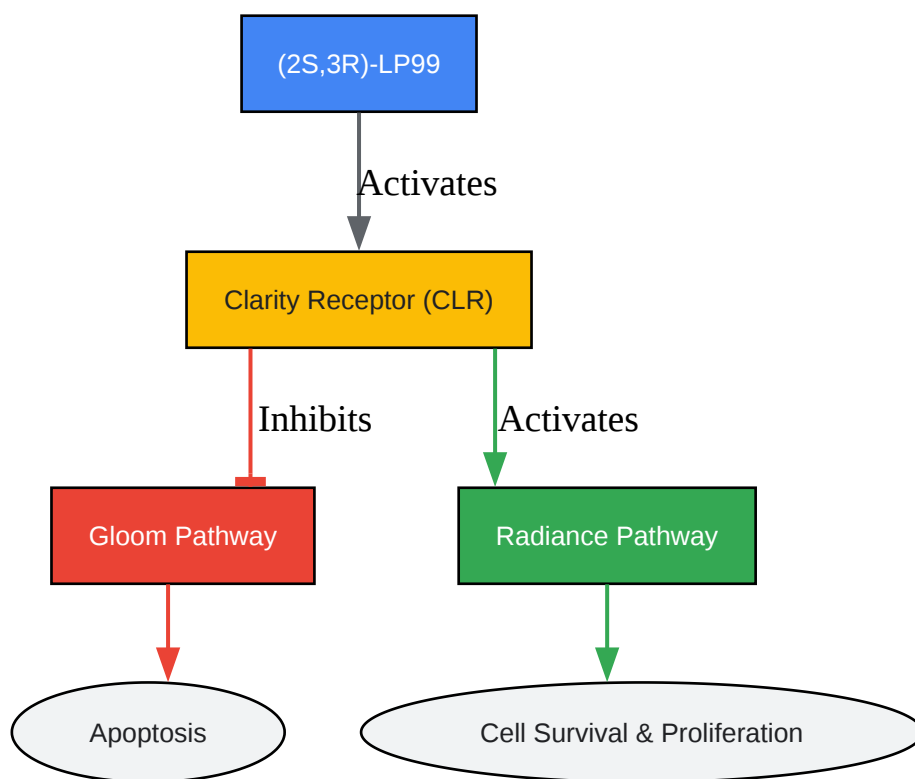 (2S,3R)-LP99
Activates
Clarity Receptor (CLR)
Inhibits
Activates
Gloom Pathway
Radiance Pathway
Apoptosis
Cell Survival & Proliferation